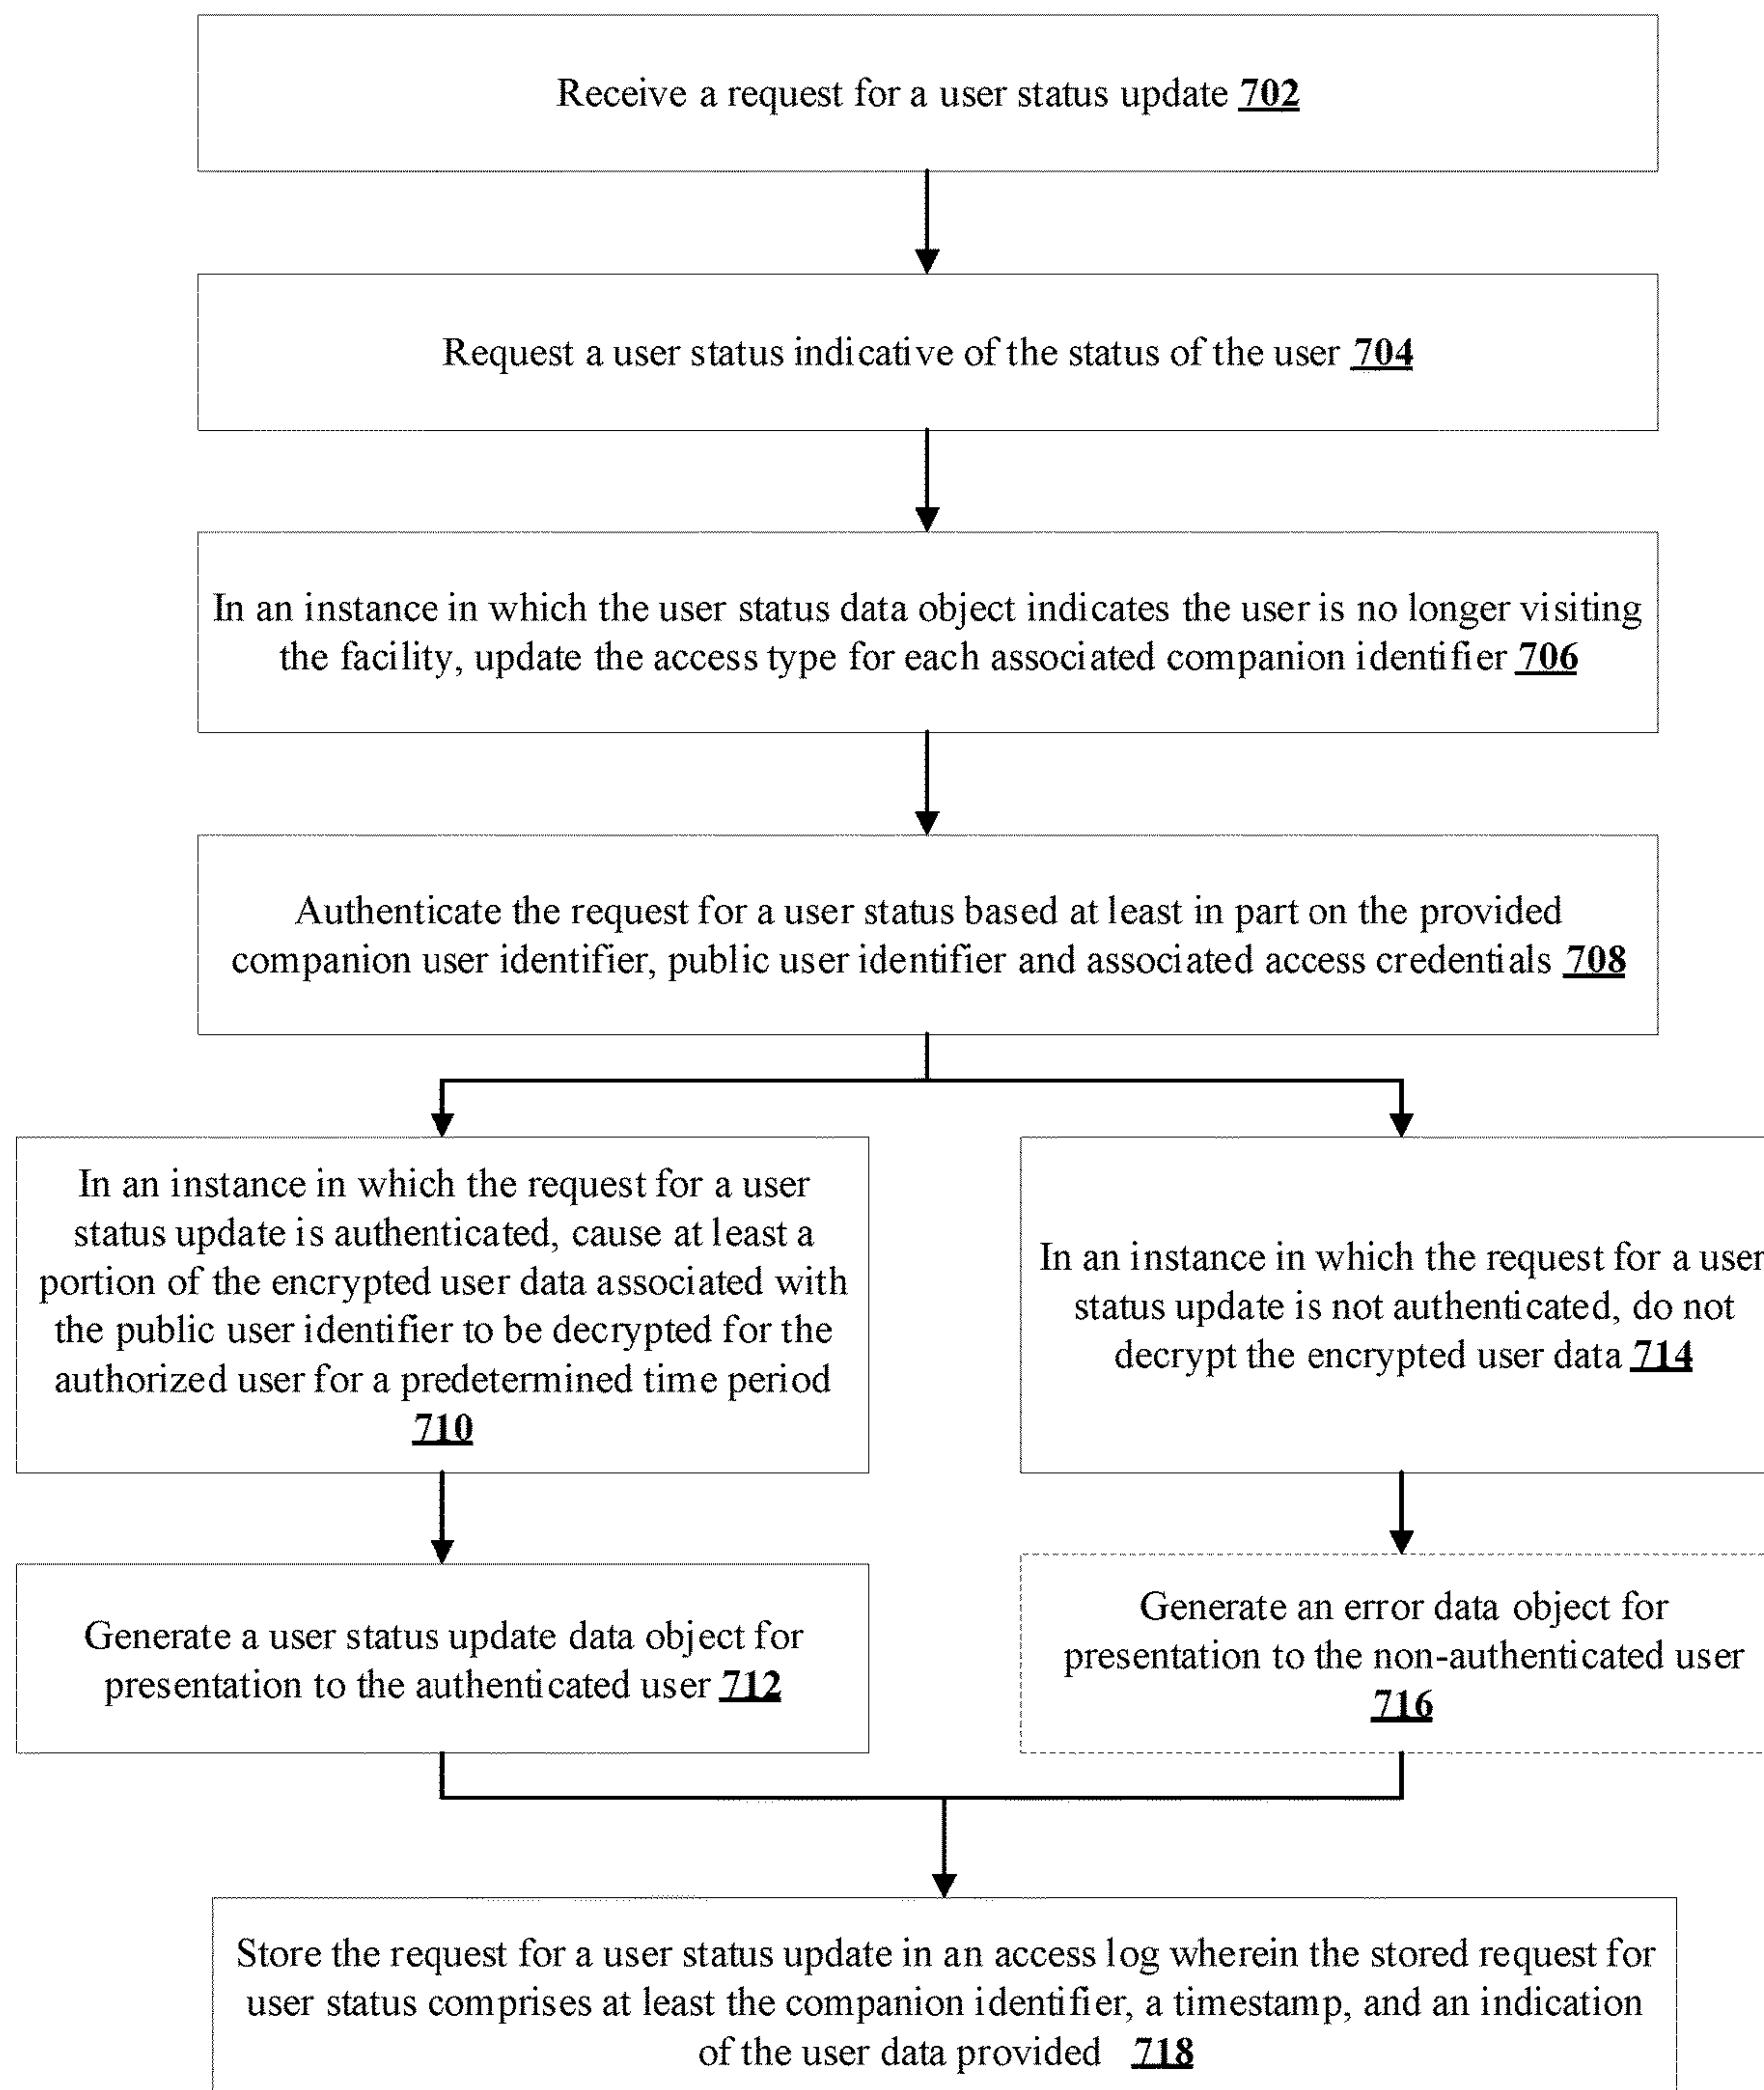 Receive a request for a user status update 702
Request a user status indicative of the status of the user 704
In an instance in which the user status data object indicates the user is no longer visiting
the facility, update the access type for each associated companion identifier 706
Authenticate the request for a user status based at least in part on the provided
companion user identifier, public user identifier and associated access credentials 708
In an instance in which the request for a user
status update is authenticated, cause at least a
portion of the encrypted user data associated with
the public user identifier to be decrypted for the
authorized user for a predetermined time period
710
In an instance in which the request for a user
status update is not authenticated, do not
decrypt the encrypted user data 714
Generate a user status update data object for
presentation to the authenticated user 712
Generate an error data object for
presentation to the non-authenticated user
716
Store the request for a user status update in an access log wherein the stored request for
user status comprises at least the companion identifier, a timestamp, and an indication
of the user data provided 718